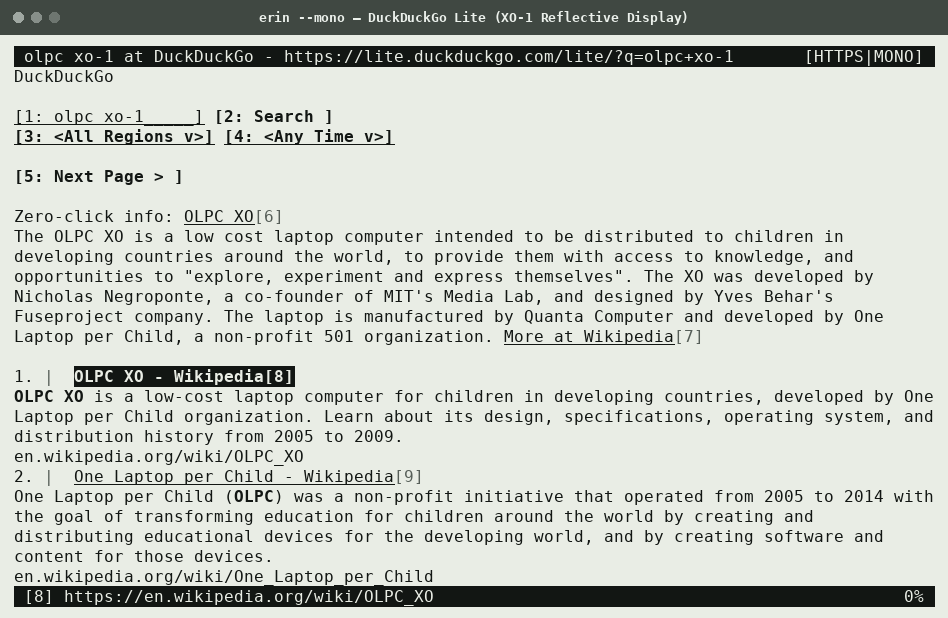 erin --mono — DuckDuckGo Lite (XO-1 Reflective Display)
olpc xo-1 at DuckDuckGo - https://lite.duckduckgo.com/lite/?q=olpc+xo-1 [HTTPS|MONO]
DuckDuckGo
[1: olpc xo-1_____] [2: Search ]
[3: <All Regions v>] [4: <Any Time v>]
[5: Next Page > ]
Zero-click info: OLPC XO[6]
The OLPC XO is a low cost laptop computer intended to be distributed to children in
developing countries around the world, to provide them with access to knowledge, and
opportunities to "explore, experiment and express themselves". The XO was developed by
Nicholas Negroponte, a co-founder of MIT's Media Lab, and designed by Yves Behar's
Fuseproject company. The laptop is manufactured by Quanta Computer and developed by One
Laptop per Child, a non-profit 501 organization. More at Wikipedia[7]
1. | OLPC XO - Wikipedia[8]
OLPC XO is a low-cost laptop computer for children in developing countries, developed by One
Laptop per Child organization. Learn about its design, specifications, operating system, and
distribution history from 2005 to 2009.
en.wikipedia.org/wiki/OLPC_XO
2. | One Laptop per Child - Wikipedia[9]
One Laptop per Child (OLPC) was a non-profit initiative that operated from 2005 to 2014 with
the goal of transforming education for children around the world by creating and
distributing educational devices for the developing world, and by creating software and
content for those devices.
en.wikipedia.org/wiki/One_Laptop_per_Child
[8] https://en.wikipedia.org/wiki/OLPC_XO 0%